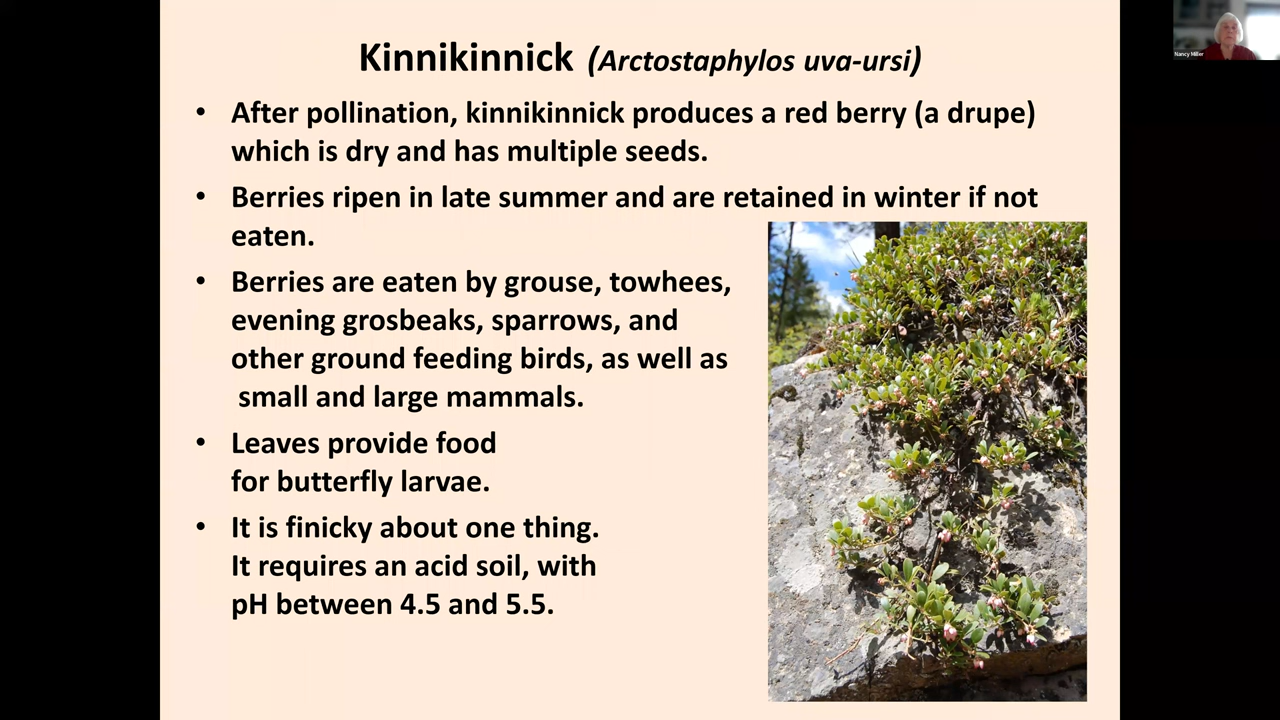 Kinnikinnick (Arctostaphylos uva-ursi)
• After pollination, kinnikinnick produces a red berry (a drupe)
which is dry and has multiple seeds.
• Berries ripen in late summer and are retained in winter if not
eaten.
• Berries are eaten by grouse, towhees,
evening grosbeaks, sparrows, and
other ground feeding birds, as well as
small and large mammals.
• Leaves provide food
for butterfly larvae.
• It is finicky about one thing.
It requires an acid soil, with
pH between 4.5 and 5.5.
Nancy Miller